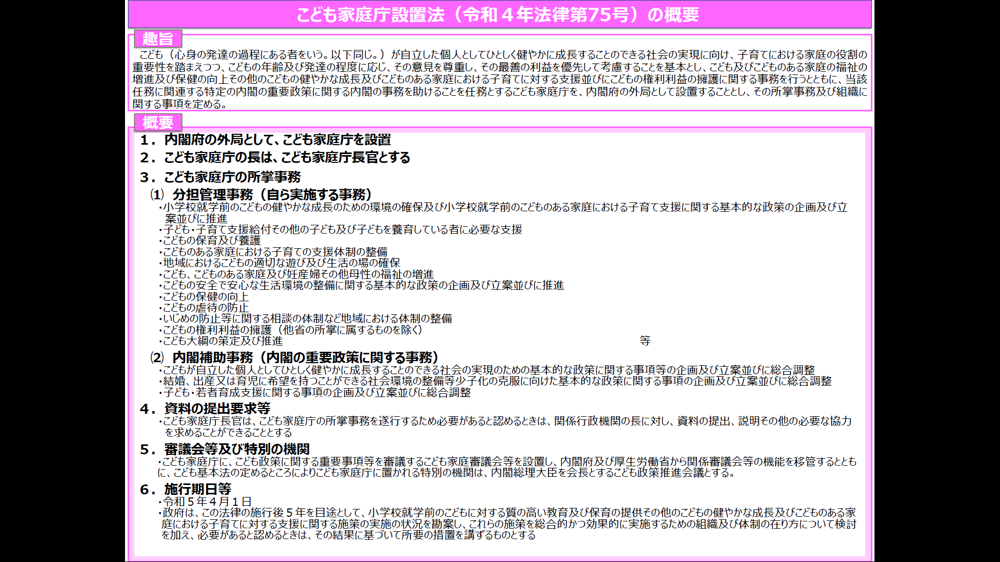 こども家庭庁設置法（令和４年法律第75号）の概要
趣旨
こども（心身の発達の過程にある者をいう。以下同じ。）が自立した個人としてひとしく健やかに成長することのできる社会の実現に向け、子育てにおける家庭の役割の
重要性を踏まえつつ、こどもの年齢及び発達の程度に応じ、その意見を尊重し、その最善の利益を優先して考慮することを基本とし、こども及びこどものある家庭の福祉の
増進及び保健の向上その他のこどもの健やかな成長及びこどものある家庭における子育てに対する支援並びにこどもの権利利益の擁護に関する事務を行うとともに、当該
任務に関連する特定の内閣の重要政策に関する内閣の事務を助けることを任務とするこども家庭庁を、内閣府の外局として設置することとし、その所掌事務及び組織に
関する事項を定める。
概要
１．内閣府の外局として、こども家庭庁を設置
２．こども家庭庁の長は、こども家庭庁長官とする
３．こども家庭庁の所掌事務
⑴ 分担管理事務（自ら実施する事務）
・小学校就学前のこどもの健やかな成長のための環境の確保及び小学校就学前のこどものある家庭における子育て支援に関する基本的な政策の企画及び立
案並びに推進
・子ども・子育て支援給付その他の子ども及び子どもを養育している者に必要な支援
・こどもの保育及び養護
・こどものある家庭における子育ての支援体制の整備
・地域におけるこどもの適切な遊び及び生活の場の確保
・こども、こどものある家庭及び妊産婦その他母性の福祉の増進
・こどもの安全で安心な生活環境の整備に関する基本的な政策の企画及び立案並びに推進
・こどもの保健の向上
・こどもの虐待の防止
・いじめの防止等に関する相談の体制など地域における体制の整備
・こどもの権利利益の擁護（他省の所掌に属するものを除く）
・こども大綱の策定及び推進 等
⑵ 内閣補助事務（内閣の重要政策に関する事務）
・こどもが自立した個人としてひとしく健やかに成長することのできる社会の実現のための基本的な政策に関する事項等の企画及び立案並びに総合調整
・結婚、出産又は育児に希望を持つことができる社会環境の整備等少子化の克服に向けた基本的な政策に関する事項の企画及び立案並びに総合調整
・子ども・若者育成支援に関する事項の企画及び立案並びに総合調整
４．資料の提出要求等
・こども家庭庁長官は、こども家庭庁の所掌事務を遂行するため必要があると認めるときは、関係行政機関の長に対し、資料の提出、説明その他の必要な協力
を求めることができることとする
５．審議会等及び特別の機関
・こども家庭庁に、こども政策に関する重要事項等を審議するこども家庭審議会等を設置し、内閣府及び厚生労働省から関係審議会等の機能を移管するととも
に、こども基本法の定めるところによりこども家庭庁に置かれる特別の機関は、内閣総理大臣を会長とするこども政策推進会議とする。
６．施行期日等
・令和５年４月１日
・政府は、この法律の施行後５年を目途として、小学校就学前のこどもに対する質の高い教育及び保育の提供その他のこどもの健やかな成長及びこどものある家
庭における子育てに対する支援に関する施策の実施の状況を勘案し、これらの施策を総合的かつ効果的に実施するための組織及び体制の在り方について検討
を加え、必要があると認めるときは、その結果に基づいて所要の措置を講ずるものとする